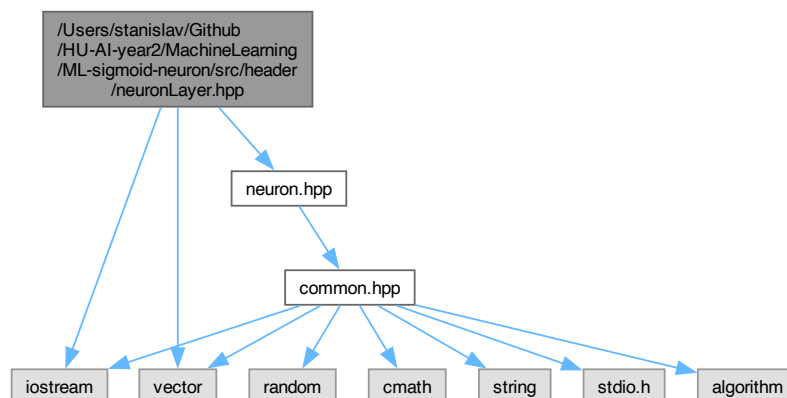 /Users/stanislav/Github
/HU-AI-year2/MachineLearning
/ML-sigmoid-neuron/src/header
/neuronLayer.hpp
neuron.hpp
common.hpp
iostream
vector
random
cmath
string
stdio.h
algorithm